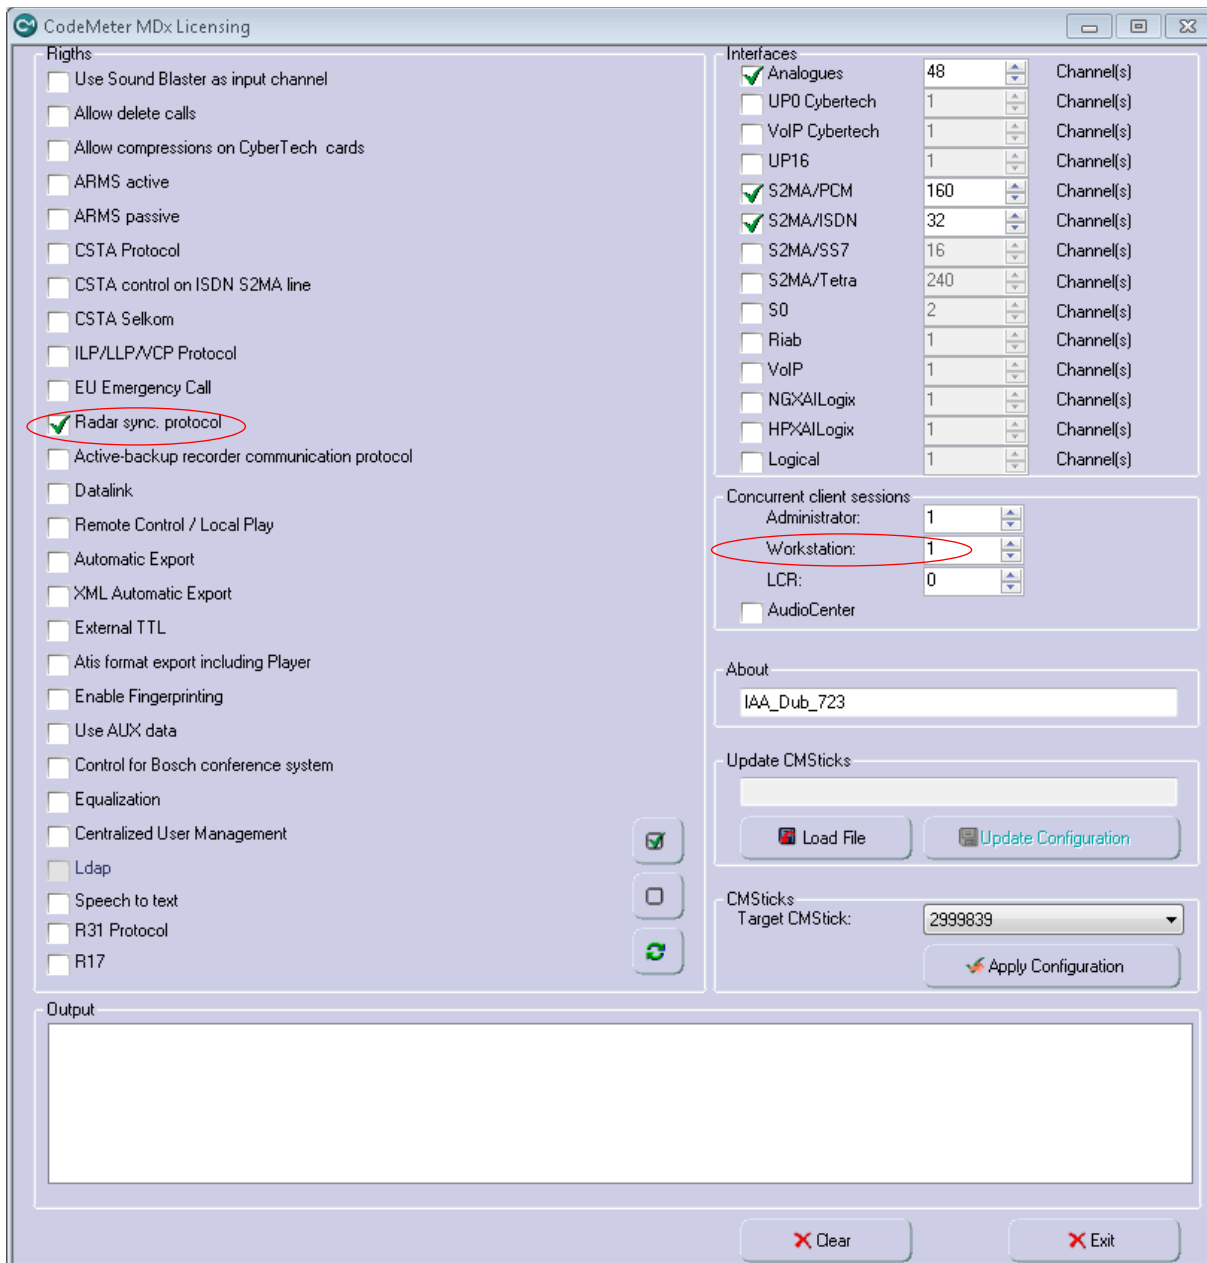 CodeMeter MDx Licensing
Rigths
Use Sound Blaster as input channel
Allow delete calls
Allow compressions on CyberTech cards
ARMS active
ARMS passive
CSTA Protocol
CSTA control on ISDN S2MA line
CSTA Selkom
ILP/LLP/VCP Protocol
EU Emergency Call
Radar sync. protocol
Active-backup recorder communication protocol
Datalink
Remote Control / Local Play
Automatic Export
XML Automatic Export
External TTL
Atis format export including Player
Enable Fingerprinting
Use AUX data
Control for Bosch conference system
Equalization
Centralized User Management
Ldap
Speech to text
R31 Protocol
R17
Interfaces
Analogues 48 Channel(s)
UP0 Cybertech 1 Channel(s)
VoIP Cybertech 1 Channel(s)
UP16 1 Channel(s)
S2MA/PCM 160 Channel(s)
S2MA/ISDN 32 Channel(s)
S2MA/SS7 16 Channel(s)
S2MA/Tetra 240 Channel(s)
S0 2 Channel(s)
Riab 1 Channel(s)
VoIP 1 Channel(s)
NGXAILogix 1 Channel(s)
HPXAILogix 1 Channel(s)
Logical 1 Channel(s)
Concurrent client sessions
Administrator: 1
Workstation: 1
LCR: 0
AudioCenter
About
IAA_Dub_723
Update CMSticks
Load File Update Configuration
CMSticks
Target CMStick: 2999839
Apply Configuration
Output
Clear Exit